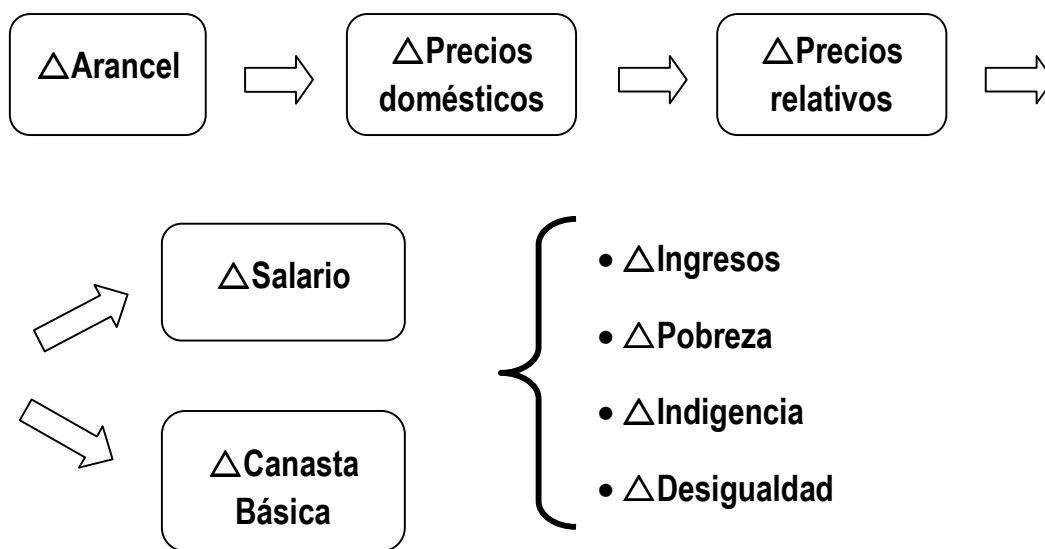 △Arancel
△Precios
domésticos
△Precios
relativos
△Salario
△Canasta
Básica
• △Ingresos
• △Pobreza
• △Indigencia
• △Desigualdad